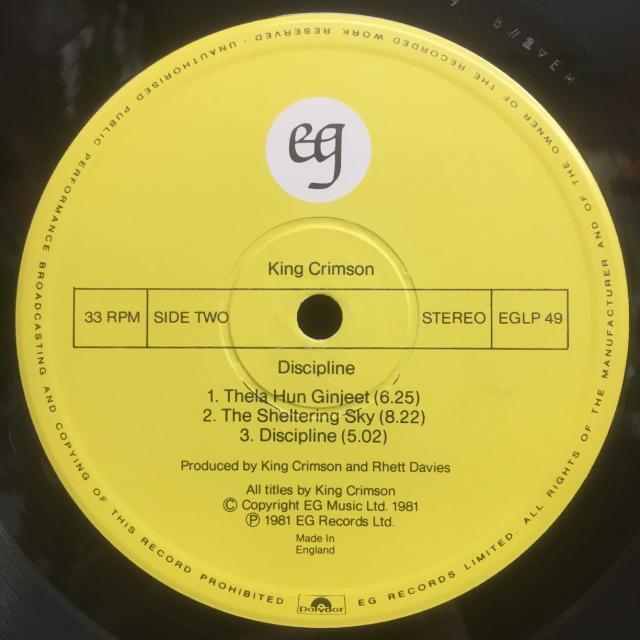 eg
King Crimson
33 RPM SIDE TWO STEREO EGLP 49
Discipline
1. Thela Hun Ginjeet (6.25)
2. The Sheltering Sky (8.22)
3. Discipline (5.02)
Produced by King Crimson and Rhett Davies
All titles by King Crimson
© Copyright EG Music Ltd. 1981
℗ 1981 EG Records Ltd.
Made In
England
Polydor
EG RECORDS LIMITED. ALL RIGHTS OF THE MANUFACTURER AND OF THE OWNER OF THE RECORDED WORK RESERVED · UNAUTHORISED PUBLIC PERFORMANCE BROADCASTING AND COPYING OF THIS RECORD PROHIBITED